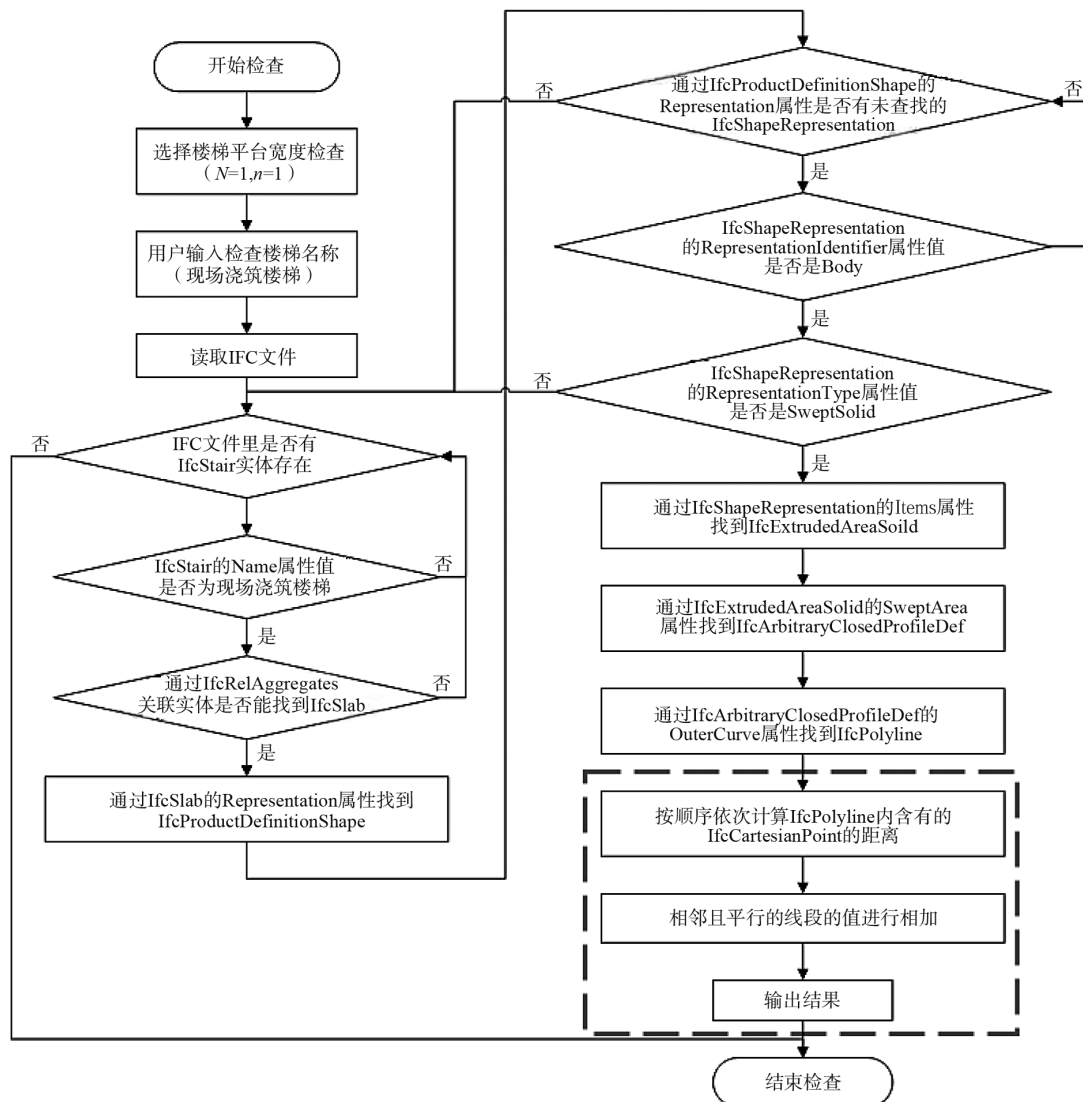 开始检查
选择楼梯平台宽度检查
（N=1,n=1）
用户输入检查楼梯名称
（现场浇筑楼梯）
读取IFC文件
否
IFC文件里是否有
IfcStair实体存在
IfcStair的Name属性值
是否为现场浇筑楼梯
否
是
通过IfcRelAggregates
关联实体是否能找到IfcSlab
否
是
通过IfcSlab的Representation属性找到
IfcProductDefinitionShape
否
通过IfcProductDefinitionShape的
Representation属性是否有未查找的
IfcShapeRepresentation
否
是
IfcShapeRepresentation
的RepresentationIdentifier属性值
是否是Body
是
否
IfcShapeRepresentation
的RepresentationType属性值
是否是SweptSolid
是
通过IfcShapeRepresentation的Items属性
找到IfcExtrudedAreaSoild
通过IfcExtrudedAreaSolid的SweptArea
属性找到IfcArbitraryClosedProfileDef
通过IfcArbitraryClosedProfileDef的
OuterCurve属性找到IfcPolyline
按顺序依次计算IfcPolyline内含有的
IfcCartesianPoint的距离
相邻且平行的线段的值进行相加
输出结果
结束检查